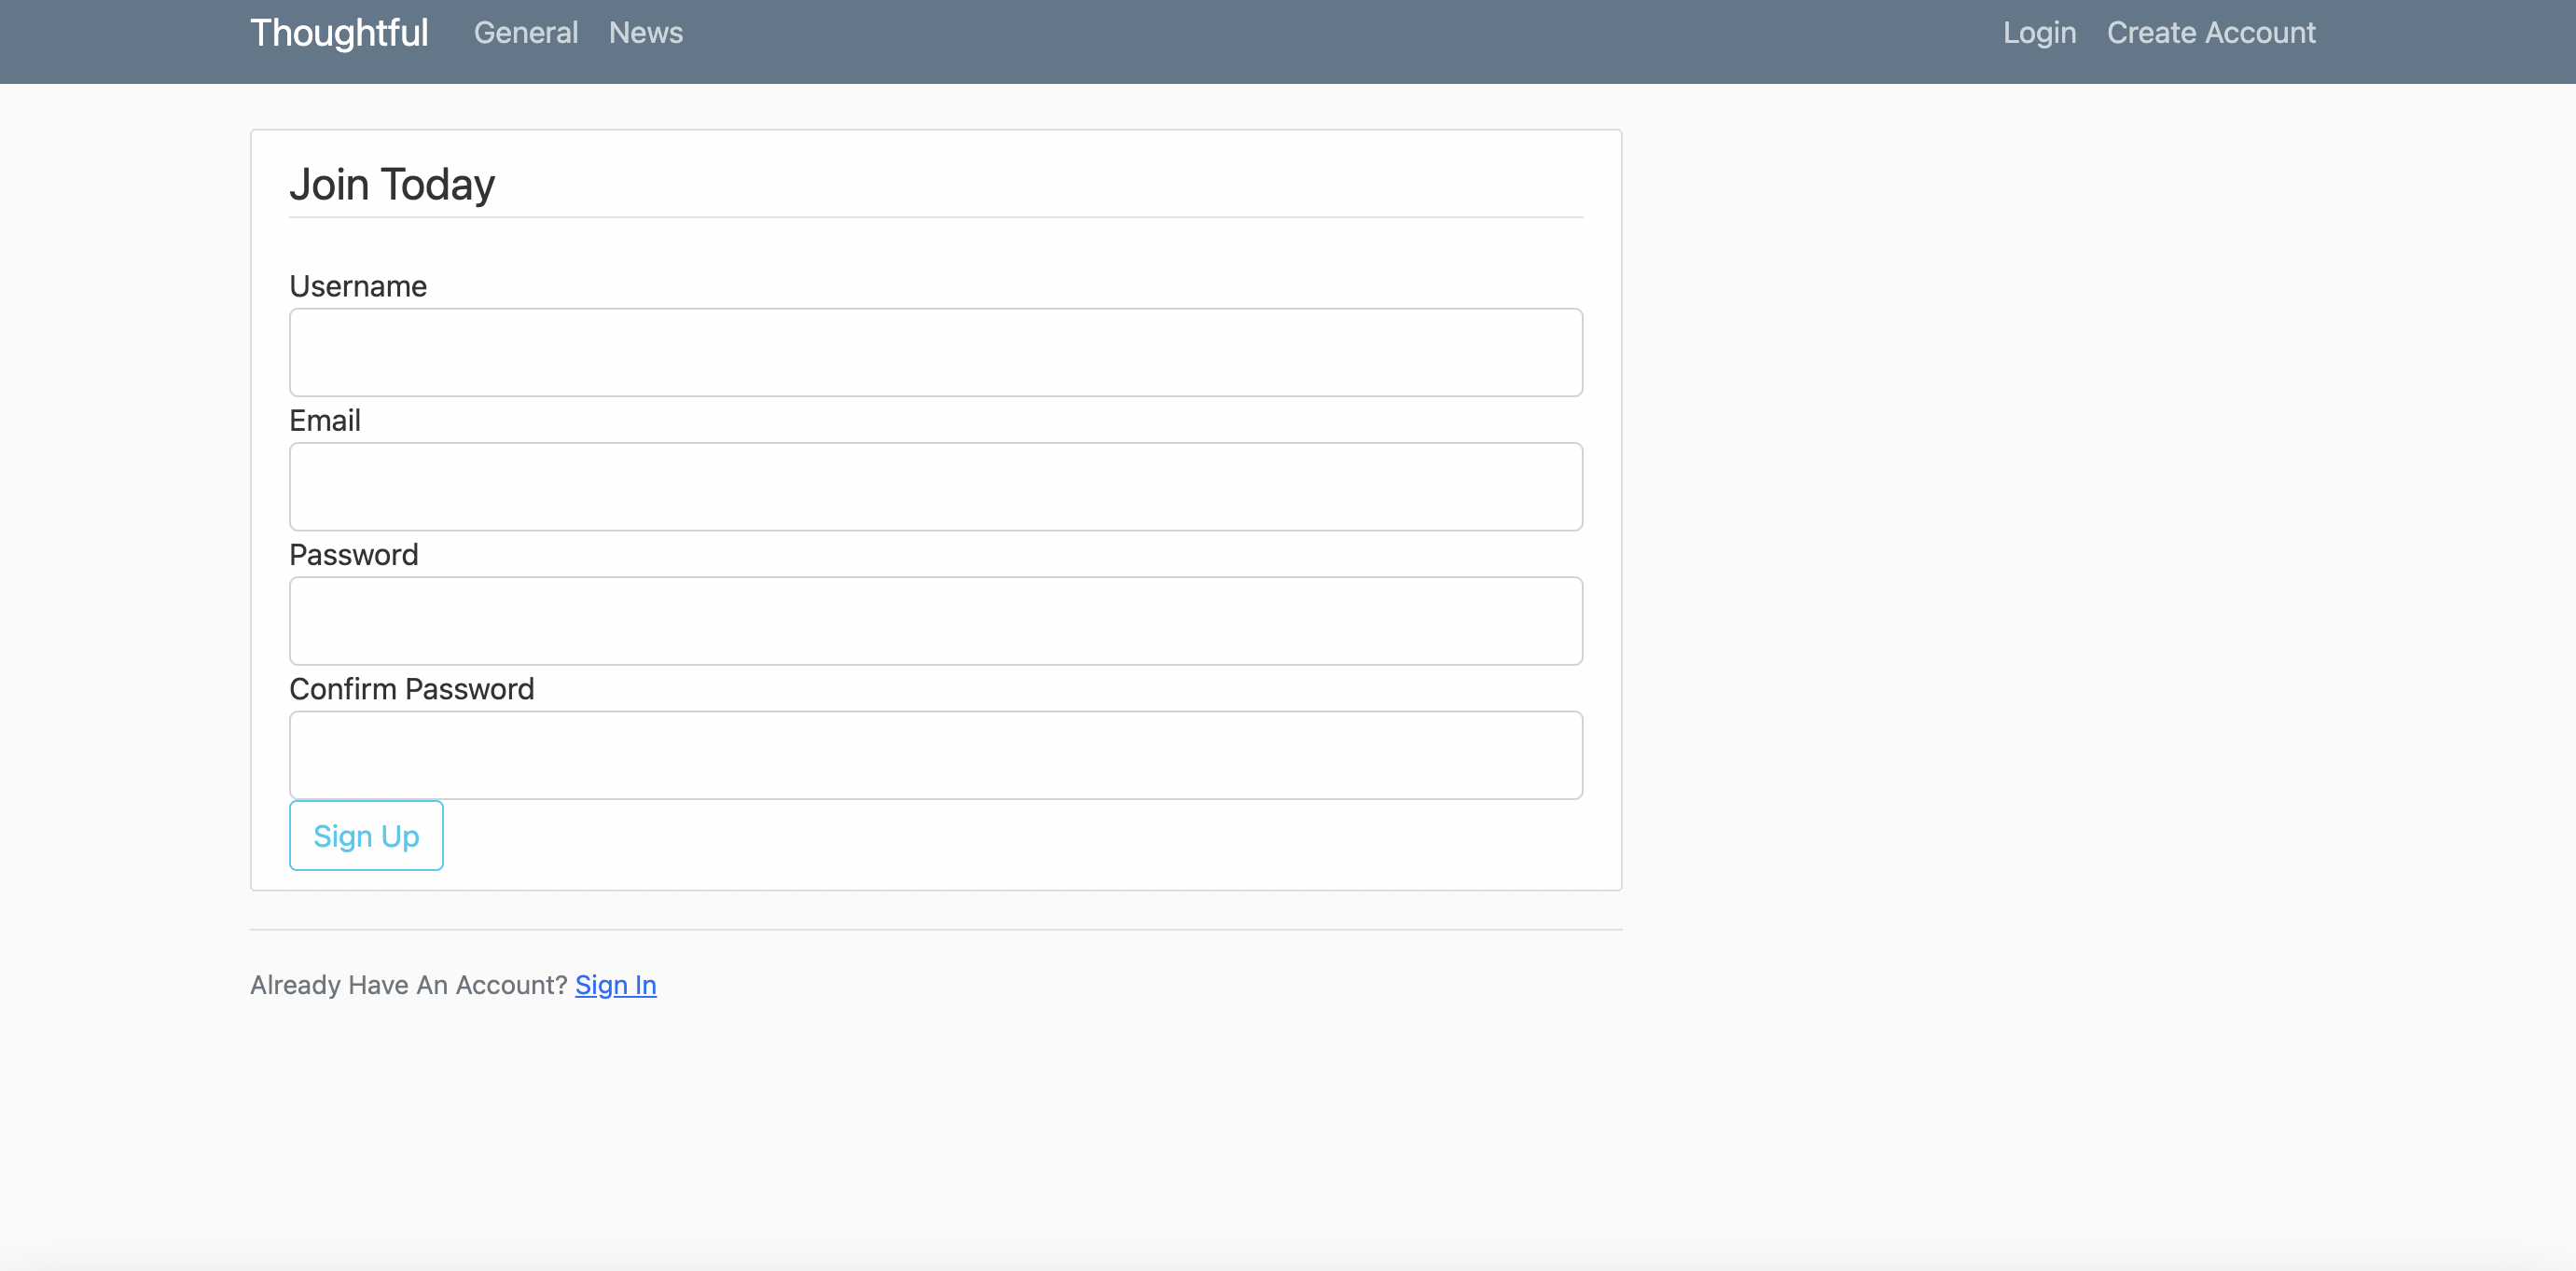 Thoughtful General News Login Create Account
Join Today
Username
Email
Password
Confirm Password
Sign Up
Already Have An Account? Sign In